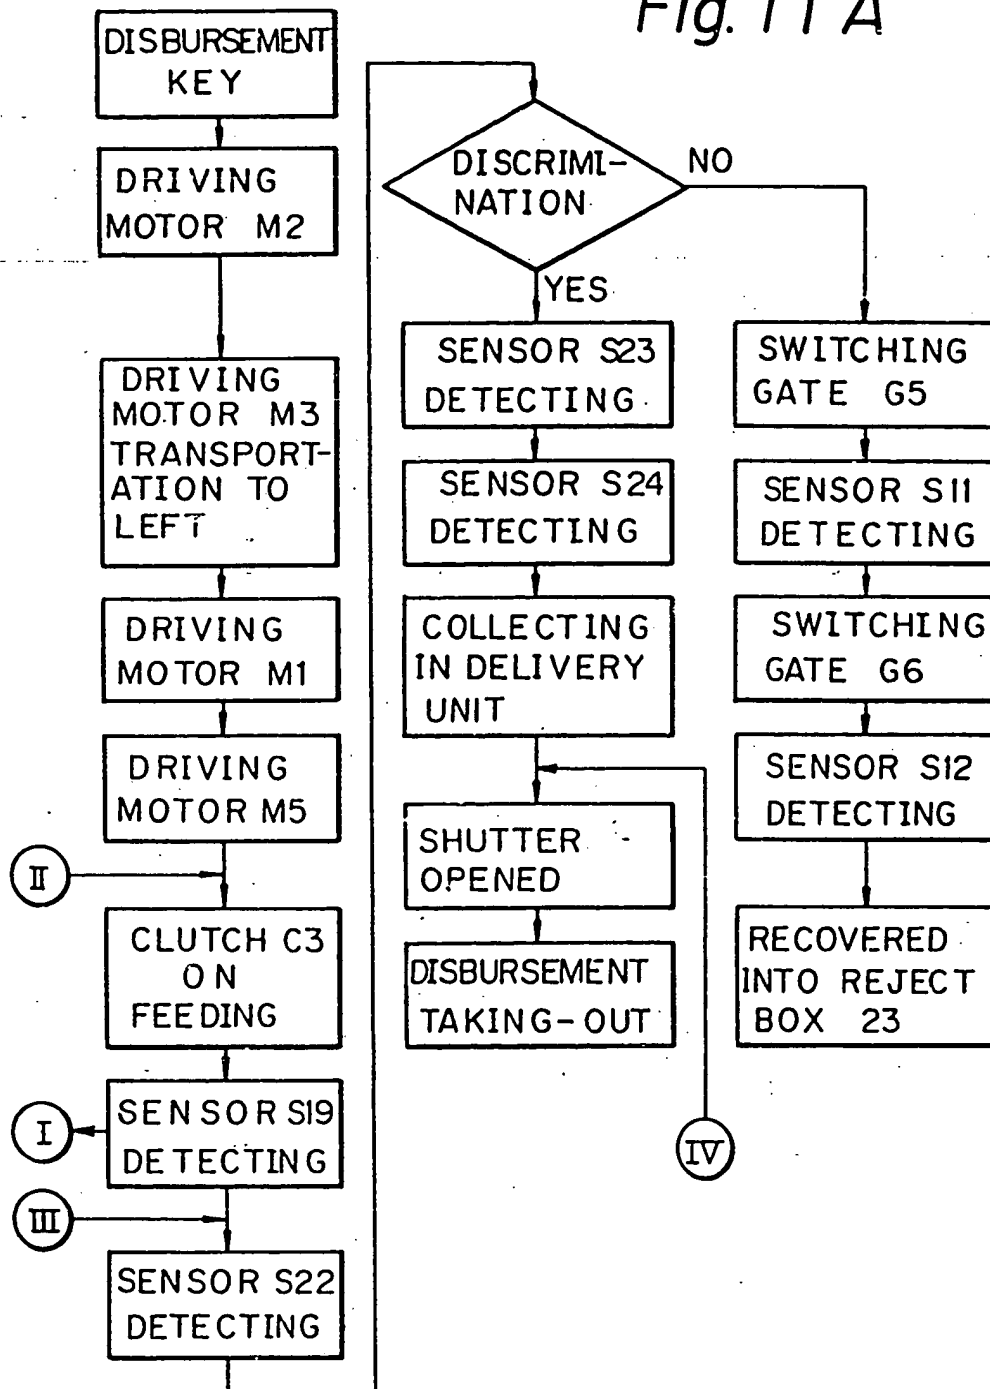 Fig. 11 A
DISBURSEMENT
KEY
DRIVING
MOTOR M2
DRIVING
MOTOR M3
TRANSPORT-
ATION TO
LEFT
DRIVING
MOTOR M1
DRIVING
MOTOR M5
II
CLUTCH C3
ON
FEEDING
SENSOR S19
DETECTING
I
III
SENSOR S22
DETECTING
DISCRIMI-
NATION
NO
YES
SENSOR S23
DETECTING
SENSOR S24
DETECTING
COLLECTING
IN DELIVERY
UNIT
SHUTTER
OPENED
DISBURSEMENT
TAKING-OUT
IV
SWITCHING
GATE G5
SENSOR S11
DETECTING
SWITCHING
GATE G6
SENSOR S12
DETECTING
RECOVERED
INTO REJECT
BOX 23